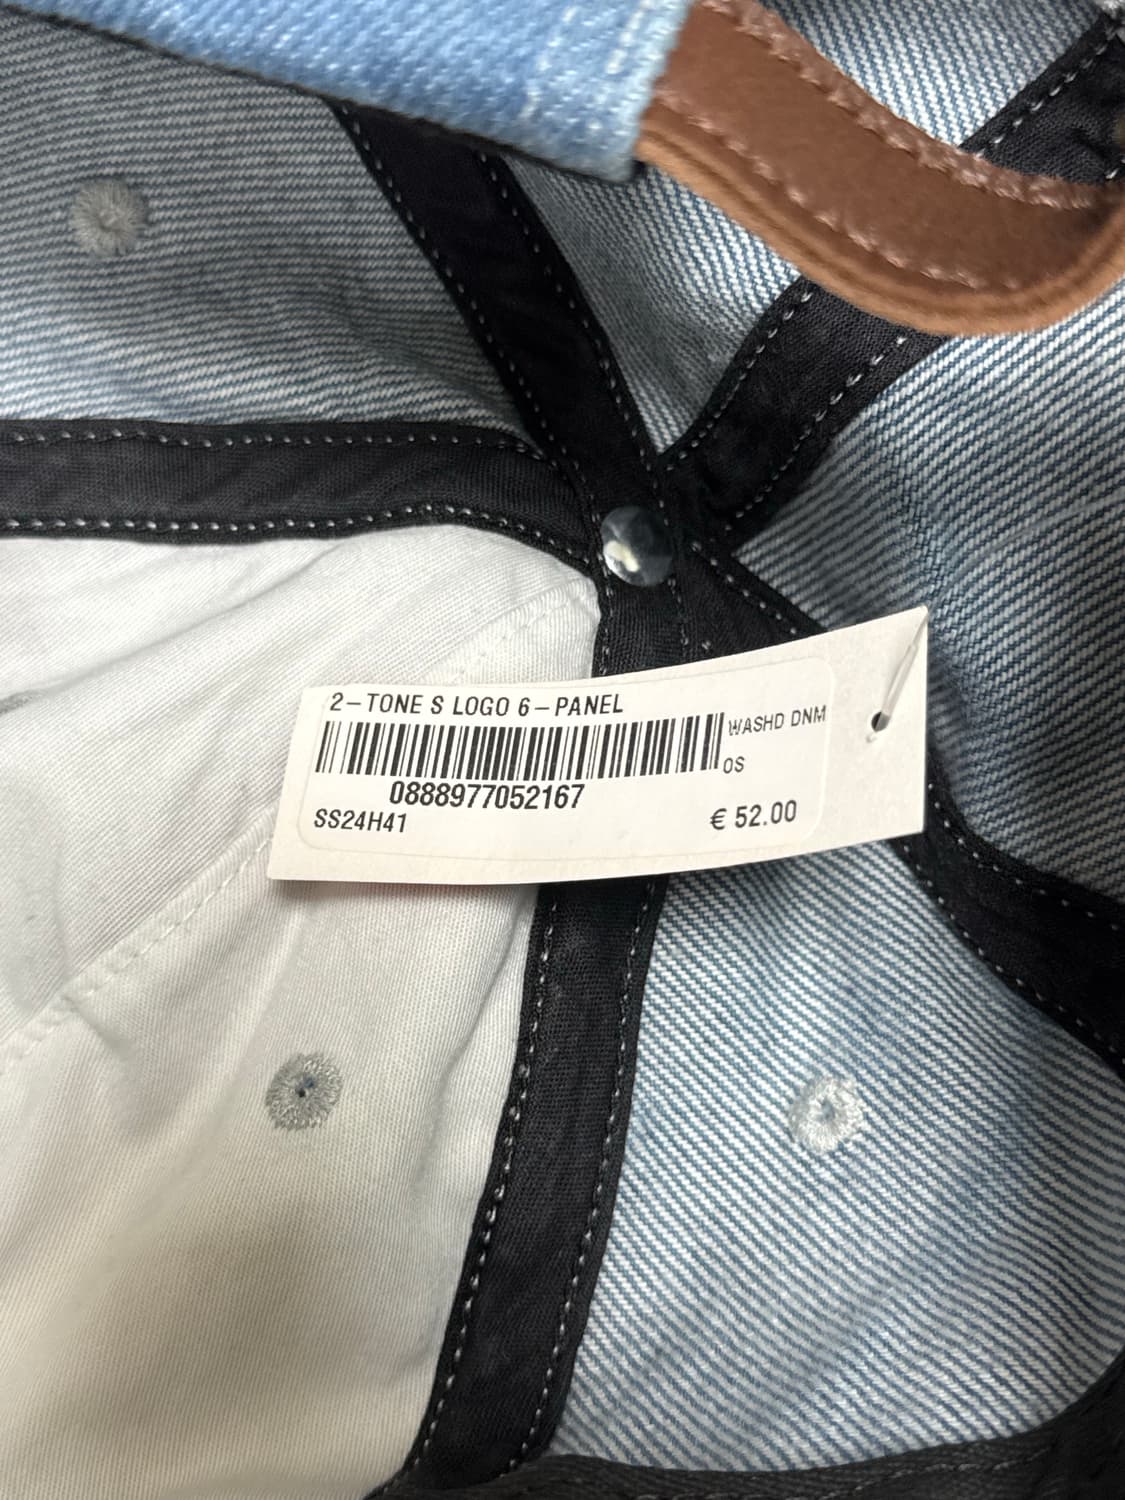 2-TONE S LOGO 6-PANEL
WASHD DNM
OS
0888977052167
SS24H41
€ 52.00